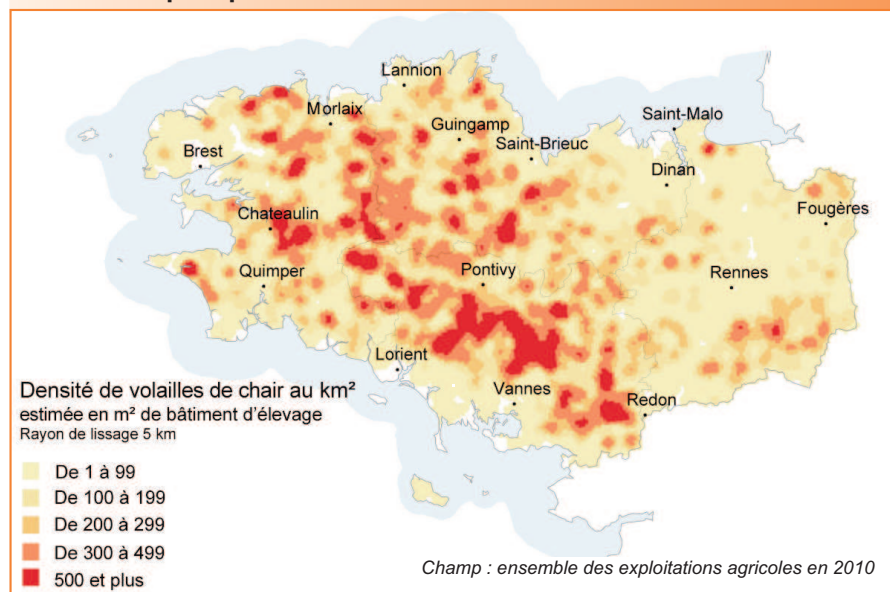 Lannion
Morlaix
Guingamp
Saint-Malo
Saint-Brieuc
Brest
Dinan
Chateaulin
Fougères
Quimper
Pontivy
Rennes
Lorient
Vannes
Redon
Densité de volailles de chair au km²
estimée en m² de bâtiment d'élevage
Rayon de lissage 5 km
De 1 à 99
De 100 à 199
De 200 à 299
De 300 à 499
500 et plus
Champ : ensemble des exploitations agricoles en 2010